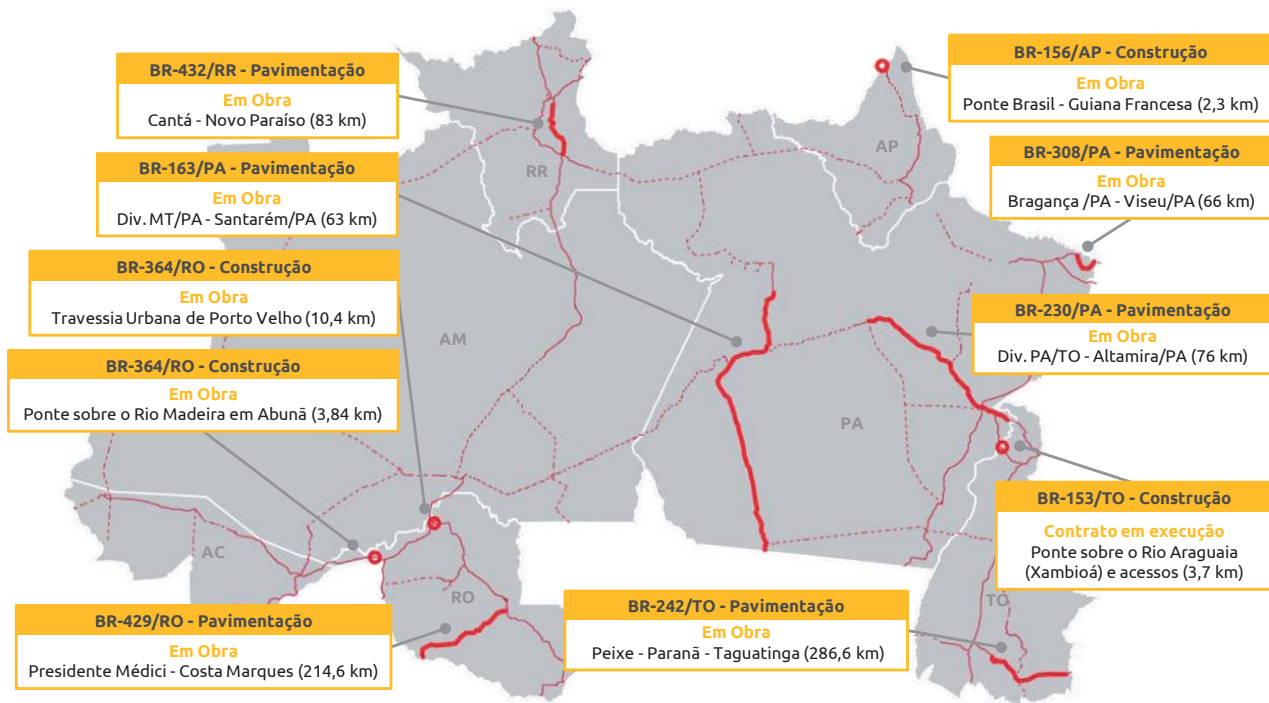 BR-432/RR - Pavimentação
Em Obra
Cantá - Novo Paraíso (83 km)
BR-163/PA - Pavimentação
Em Obra
Div. MT/PA - Santarém/PA (63 km)
BR-364/RO - Construção
Em Obra
Travessia Urbana de Porto Velho (10,4 km)
BR-364/RO - Construção
Em Obra
Ponte sobre o Rio Madeira em Abunã (3,84 km)
BR-429/RO - Pavimentação
Em Obra
Presidente Médici - Costa Marques (214,6 km)
BR-242/TO - Pavimentação
Em Obra
Peixe - Paranã - Taguatinga (286,6 km)
BR-156/AP - Construção
Em Obra
Ponte Brasil - Guiana Francesa (2,3 km)
BR-308/PA - Pavimentação
Em Obra
Bragança /PA - Viseu/PA (66 km)
BR-230/PA - Pavimentação
Em Obra
Div. PA/TO - Altamira/PA (76 km)
BR-153/TO - Construção
Contrato em execução
Ponte sobre o Rio Araguaia
(Xambioá) e acessos (3,7 km)
RR
AP
AM
PA
AC
RO
TO